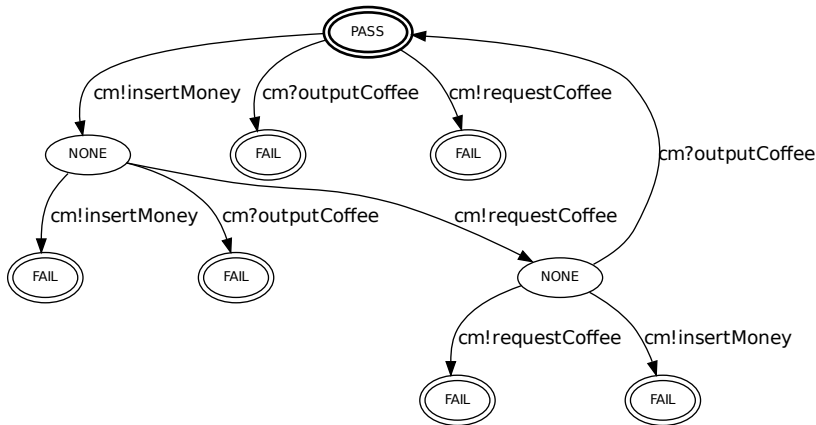 PASS
cm!insertMoney
cm?outputCoffee
cm!requestCoffee
NONE
FAIL
FAIL
cm?outputCoffee
cm!insertMoney
cm?outputCoffee
cm!requestCoffee
FAIL
FAIL
NONE
cm!requestCoffee
cm!insertMoney
FAIL
FAIL